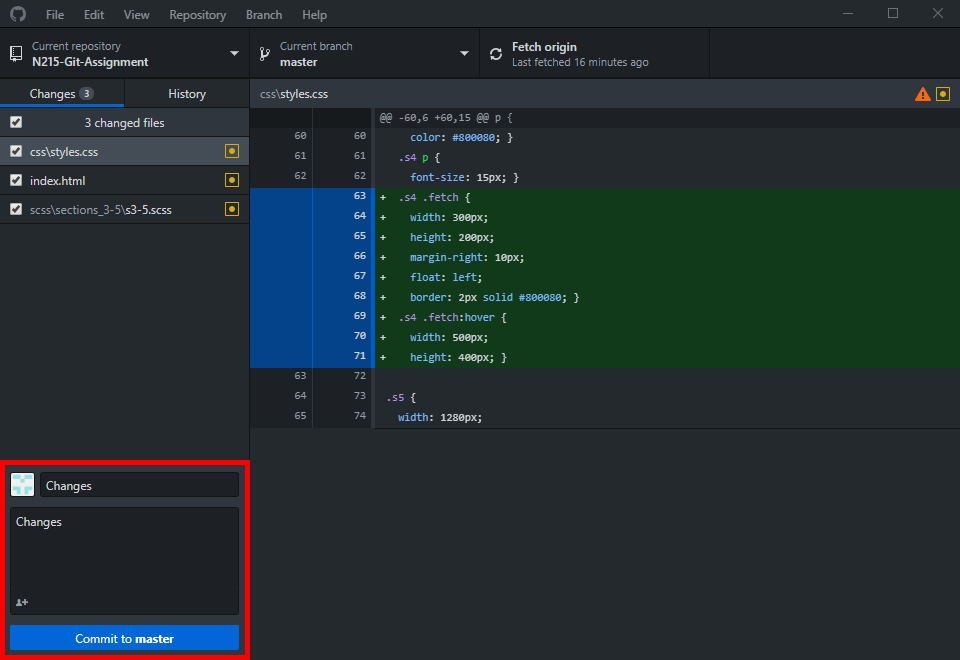 File Edit View Repository Branch Help
Current repository
N215-Git-Assignment
Current branch
master
Fetch origin
Last fetched 16 minutes ago
Changes 3 History
3 changed files
css\styles.css
index.html
scss\sections_3-5\s3-5.scss
css\styles.css
@@ -60,6 +60,15 @@ p {
60 60 color: #800080; }
61 61 .s4 p {
62 62 font-size: 15px; }
63 + .s4 .fetch {
64 + width: 300px;
65 + height: 200px;
66 + margin-right: 10px;
67 + float: left;
68 + border: 2px solid #800080; }
69 + .s4 .fetch:hover {
70 + width: 500px;
71 + height: 400px; }
63 72
64 73 .s5 {
65 74 width: 1280px;
Changes
Changes
Commit to master